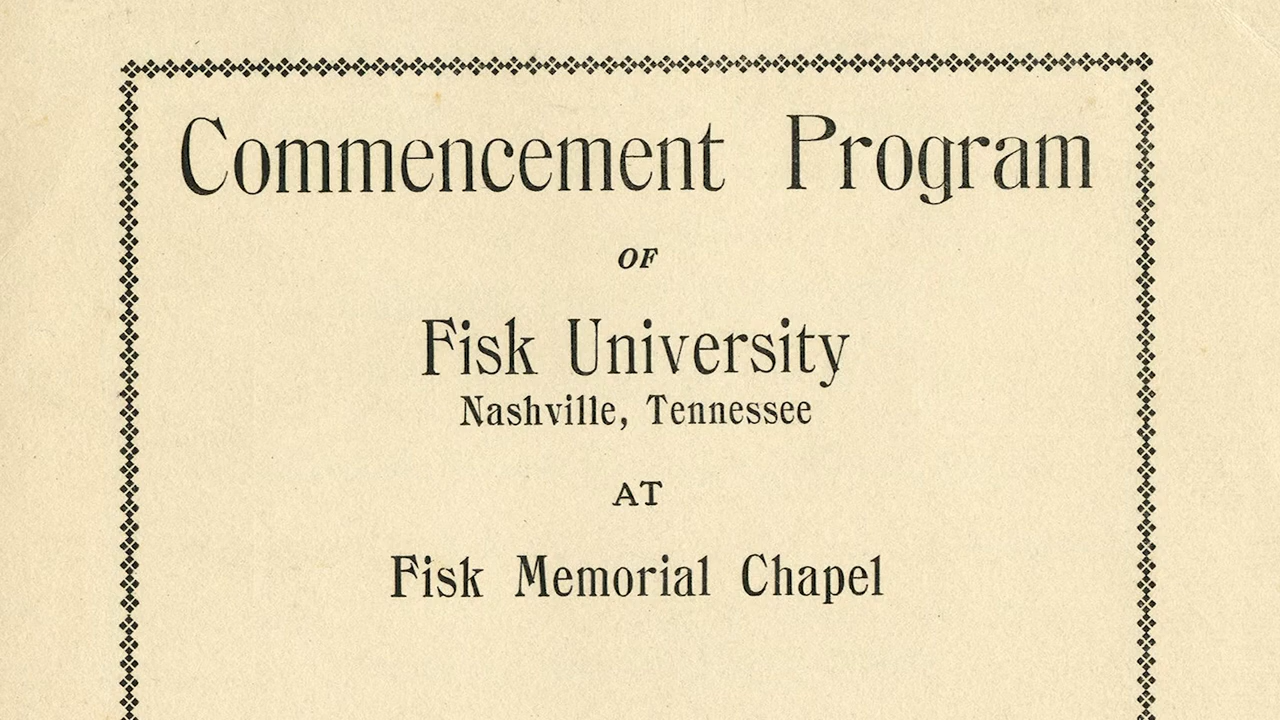 Commencement Program
OF
Fisk University
Nashville, Tennessee
AT
Fisk Memorial Chapel